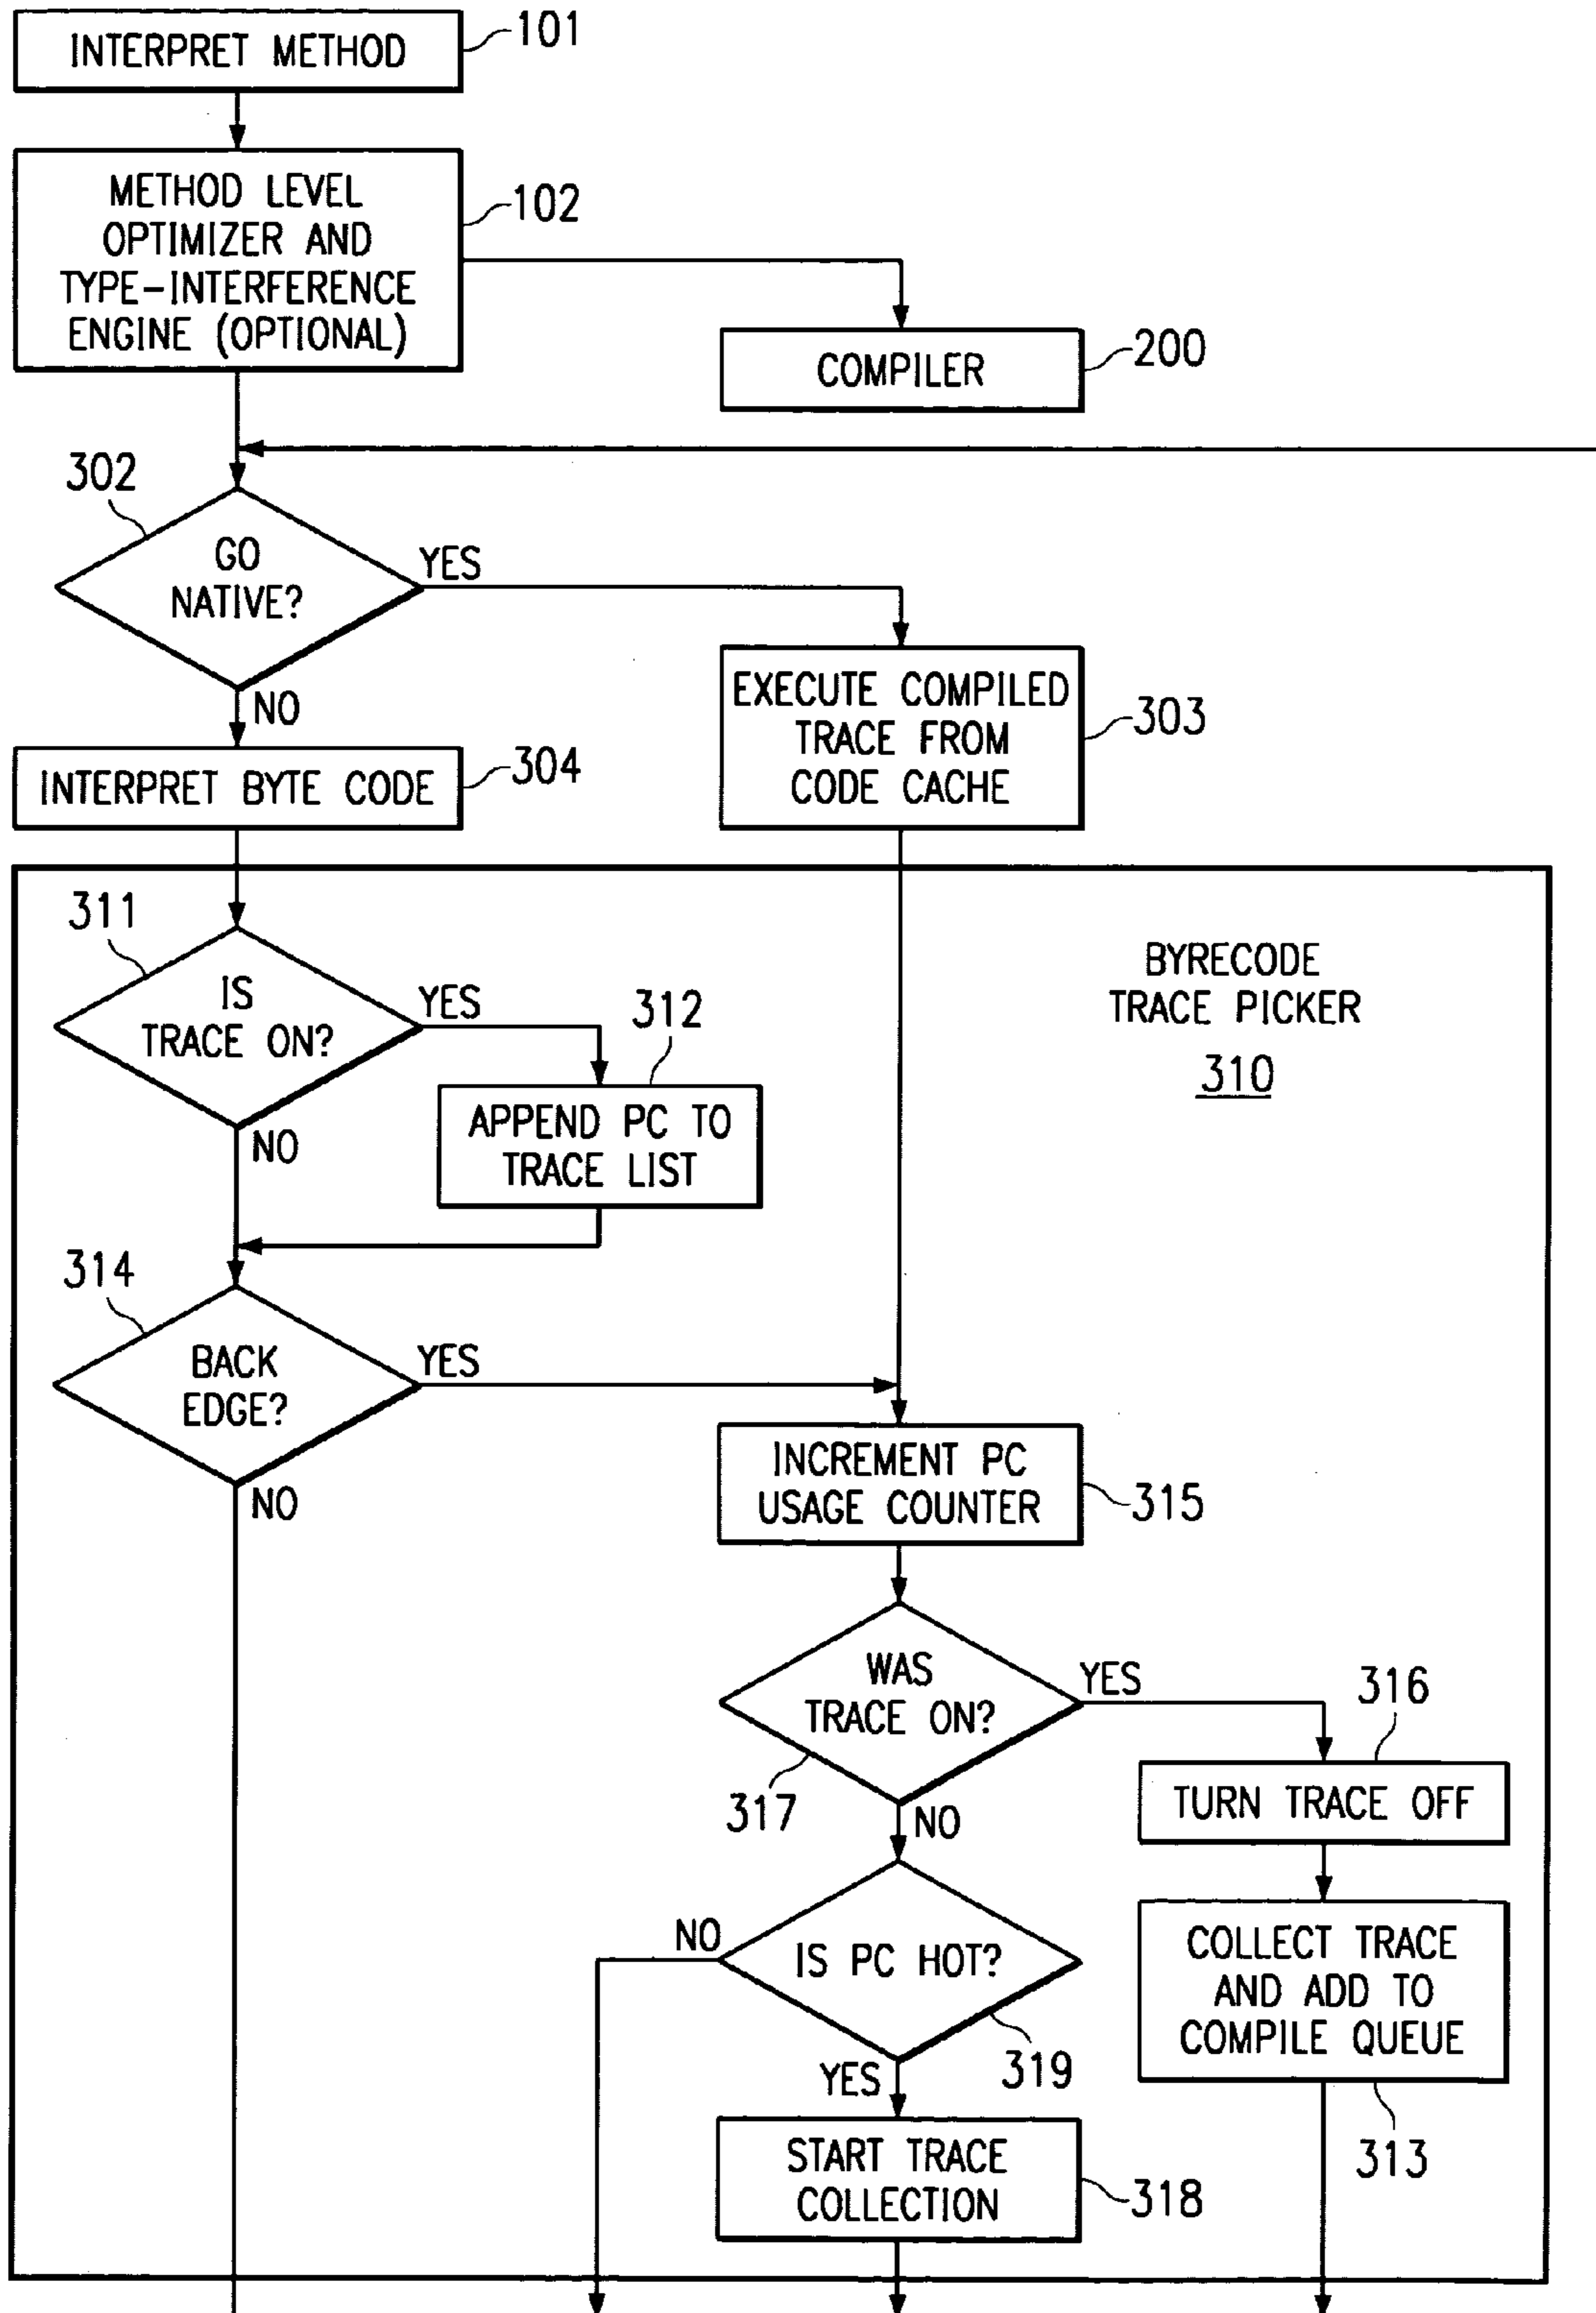 INTERPRET METHOD
101
METHOD LEVEL
OPTIMIZER AND
TYPE-INTERFERENCE
ENGINE (OPTIONAL)
102
COMPILER
200
302
GO
NATIVE?
YES
NO
EXECUTE COMPILED
TRACE FROM
CODE CACHE
303
INTERPRET BYTE CODE
304
BYRECODE
TRACE PICKER
310
311
IS
TRACE ON?
YES
NO
312
APPEND PC TO
TRACE LIST
314
BACK
EDGE?
YES
NO
INCREMENT PC
USAGE COUNTER
315
WAS
TRACE ON?
YES
317
NO
316
TURN TRACE OFF
NO
IS PC HOT?
319
YES
COLLECT TRACE
AND ADD TO
COMPILE QUEUE
313
START TRACE
COLLECTION
318